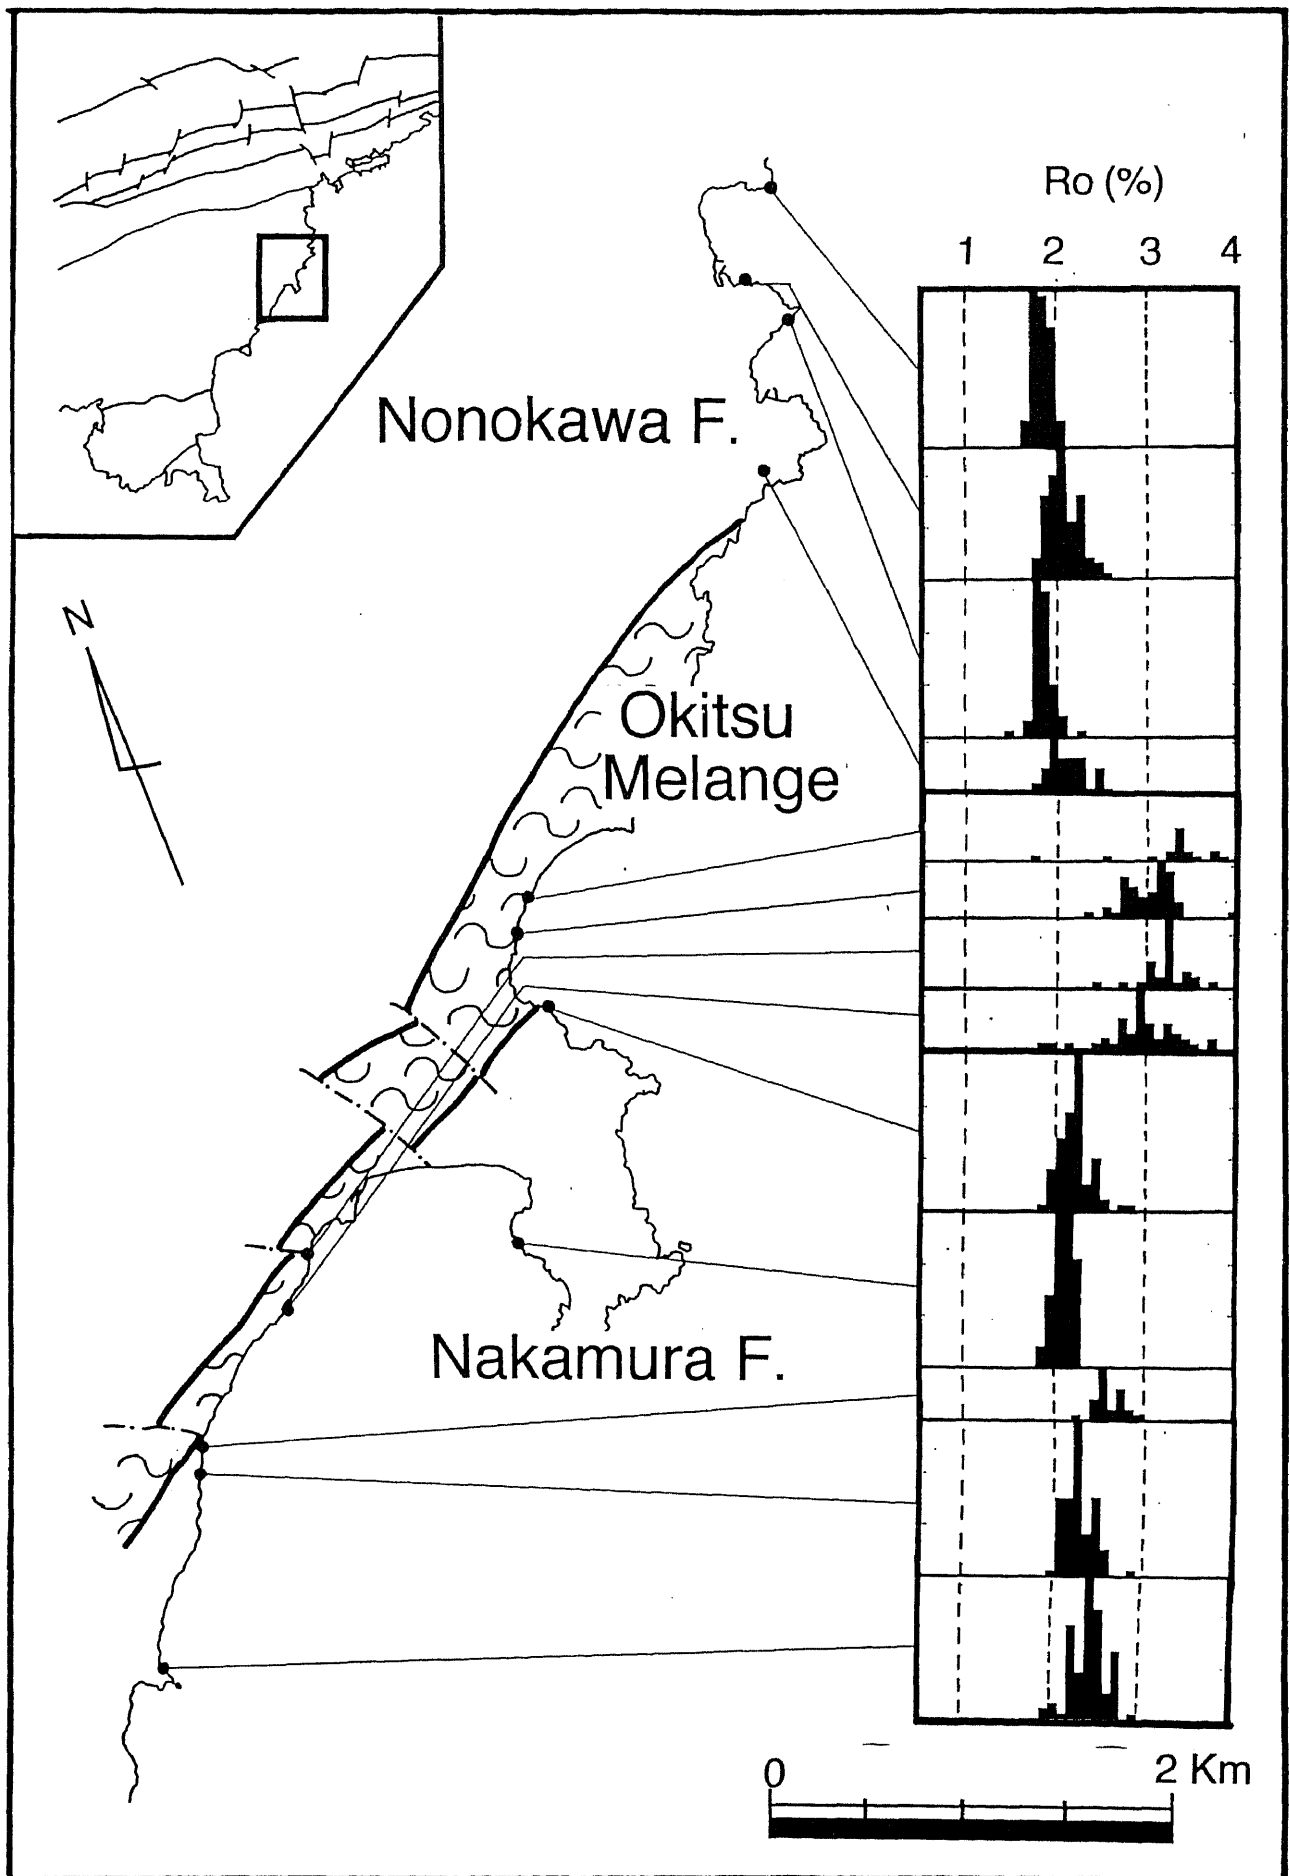 Ro (%)
1 2 3 4
Nonokawa F.
N
Okitsu
Melange
Nakamura F.
0 2 Km